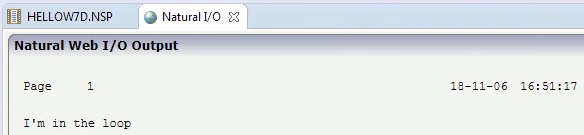 HELLOW7D.NSP Natural I/O
Natural Web I/O Output
Page 1 18-11-06 16:51:17
I'm in the loop